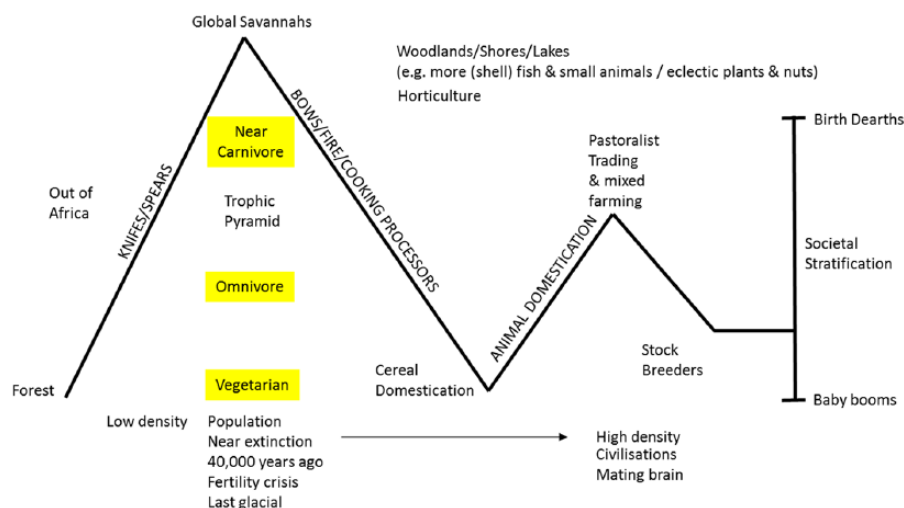 Global Savannahs
Woodlands/Shores/Lakes
(e.g. more (shell) fish & small animals / eclectic plants & nuts)
Horticulture
Near
Carnivore
Out of
Africa
KNIFES/SPEARS
Trophic
Pyramid
BOWS/FIRE/COOKING PROCESSORS
Omnivore
Vegetarian
Forest
Cereal
Domestication
ANIMAL DOMESTICATION
Pastoralist
Trading
& mixed
farming
Stock
Breeders
Birth Dearths
Societal
Stratification
Baby booms
Low density
Population
Near extinction
40,000 years ago
Fertility crisis
Last glacial
High density
Civilisations
Mating brain